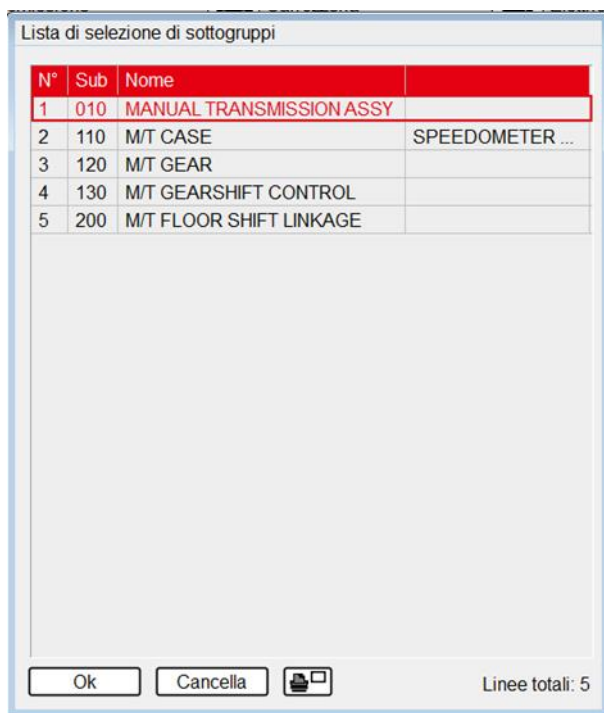 Lista di selezione di sottogruppi
N° Sub Nome
1 010 MANUAL TRANSMISSION ASSY
2 110 M/T CASE SPEEDOMETER ...
3 120 M/T GEAR
4 130 M/T GEARSHIFT CONTROL
5 200 M/T FLOOR SHIFT LINKAGE
Ok Cancella Linee totali: 5